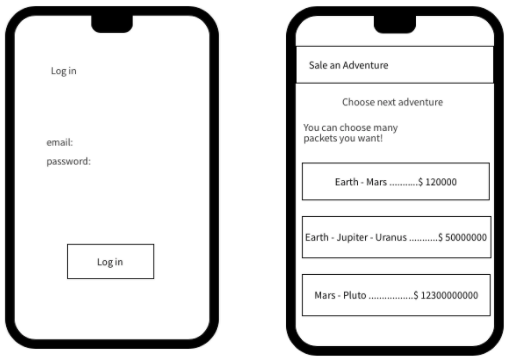 Log in
email:
password:
Log in
Sale an Adventure
Choose next adventure
You can choose many
packets you want!
Earth - Mars ...........$ 120000
Earth - Jupiter - Uranus ...........$ 50000000
Mars - Pluto .................$ 12300000000